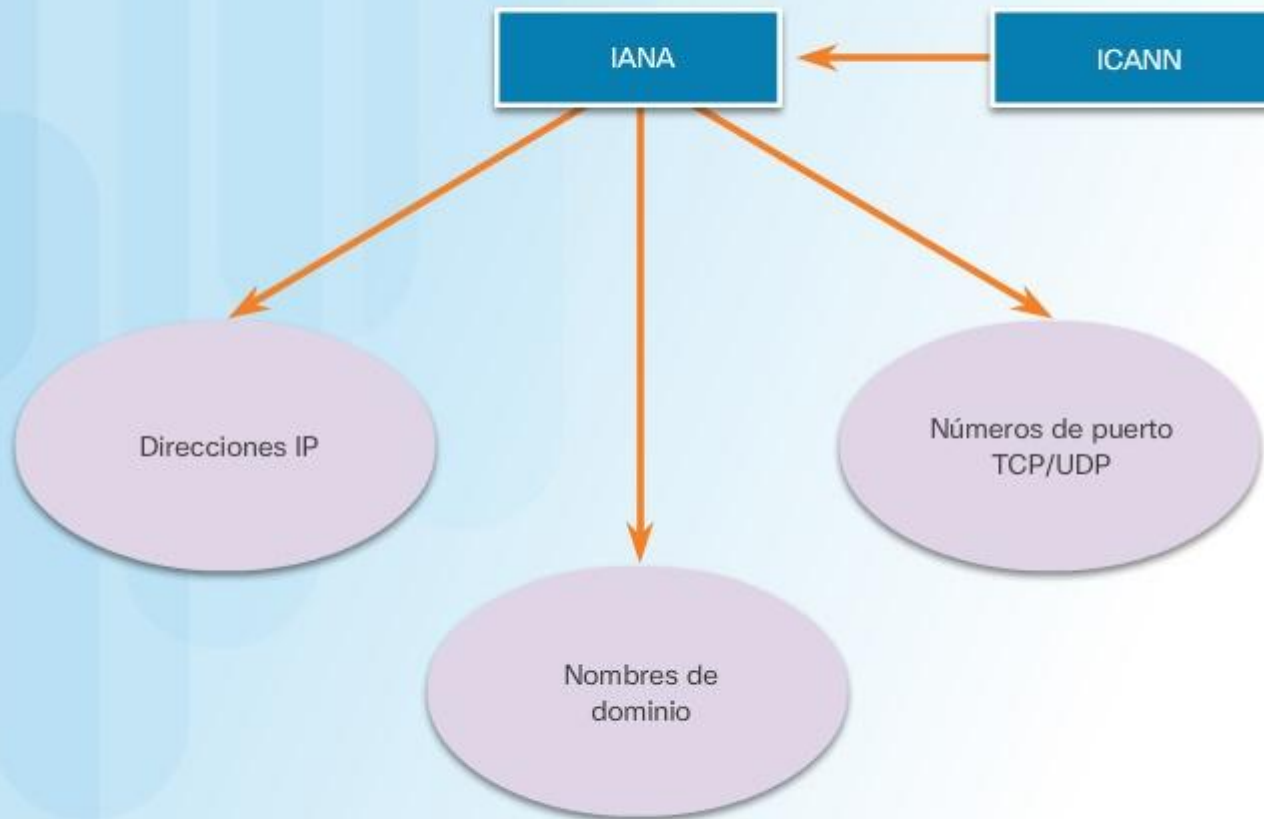 IANA
ICANN
Direcciones IP
Números de puerto
TCP/UDP
Nombres de
dominio